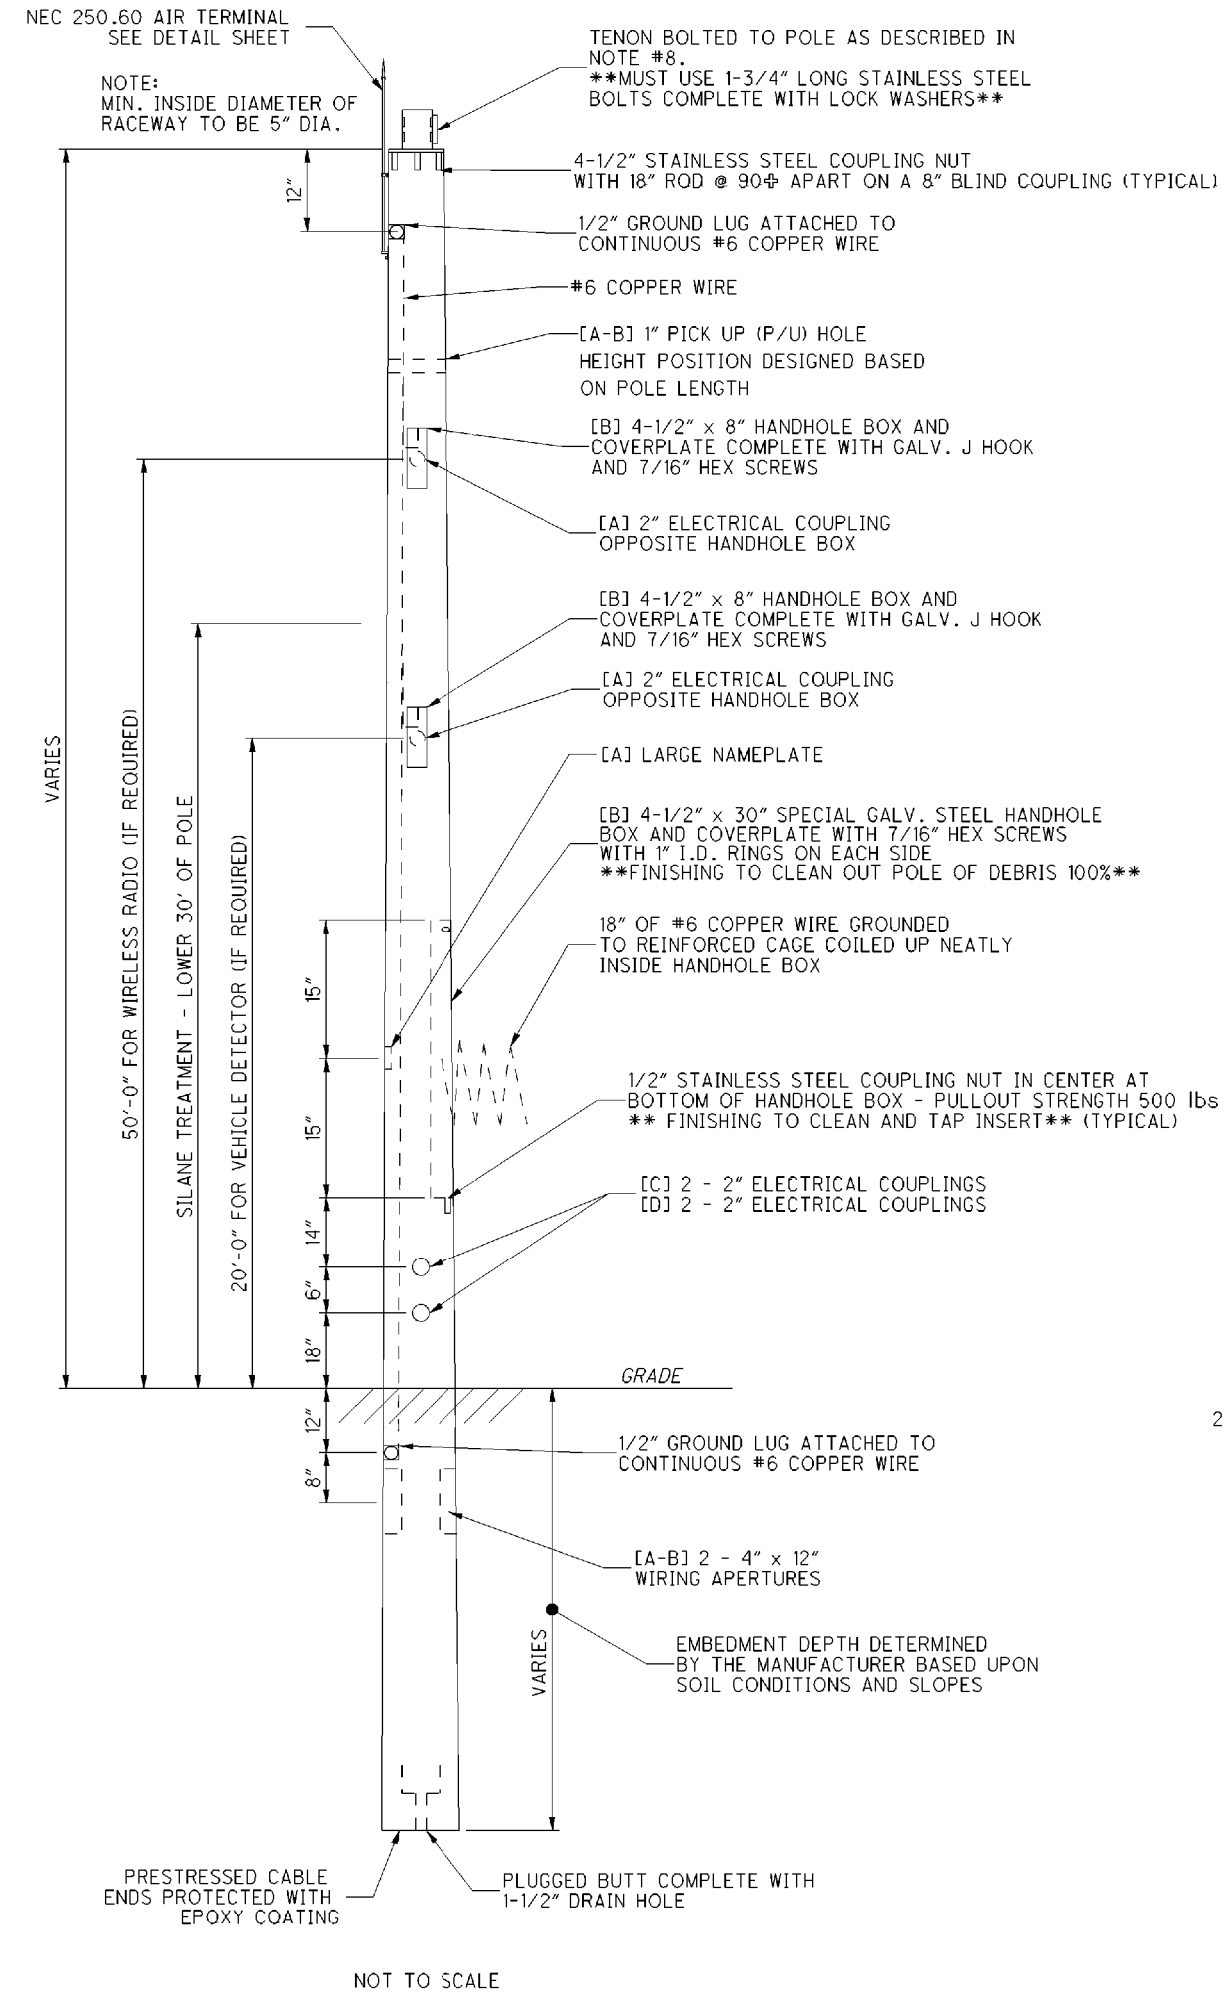 NEC 250.60 AIR TERMINAL
SEE DETAIL SHEET
NOTE:
MIN. INSIDE DIAMETER OF
RACEWAY TO BE 5" DIA.
TENON BOLTED TO POLE AS DESCRIBED IN
NOTE #8.
**MUST USE 1-3/4" LONG STAINLESS STEEL
BOLTS COMPLETE WITH LOCK WASHERS**
4-1/2" STAINLESS STEEL COUPLING NUT
WITH 18" ROD @ 90⌖ APART ON A 8" BLIND COUPLING (TYPICAL)
12"
1/2" GROUND LUG ATTACHED TO
CONTINUOUS #6 COPPER WIRE
#6 COPPER WIRE
[A-B] 1" PICK UP (P/U) HOLE
HEIGHT POSITION DESIGNED BASED
ON POLE LENGTH
[B] 4-1/2" x 8" HANDHOLE BOX AND
COVERPLATE COMPLETE WITH GALV. J HOOK
AND 7/16" HEX SCREWS
[A] 2" ELECTRICAL COUPLING
OPPOSITE HANDHOLE BOX
[B] 4-1/2" x 8" HANDHOLE BOX AND
COVERPLATE COMPLETE WITH GALV. J HOOK
AND 7/16" HEX SCREWS
[A] 2" ELECTRICAL COUPLING
OPPOSITE HANDHOLE BOX
[A] LARGE NAMEPLATE
VARIES
50'-0" FOR WIRELESS RADIO (IF REQUIRED)
SILANE TREATMENT - LOWER 30' OF POLE
20'-0" FOR VEHICLE DETECTOR (IF REQUIRED)
[B] 4-1/2" x 30" SPECIAL GALV. STEEL HANDHOLE
BOX AND COVERPLATE WITH 7/16" HEX SCREWS
WITH 1" I.D. RINGS ON EACH SIDE
**FINISHING TO CLEAN OUT POLE OF DEBRIS 100%**
18" OF #6 COPPER WIRE GROUNDED
TO REINFORCED CAGE COILED UP NEATLY
INSIDE HANDHOLE BOX
15"
15"
1/2" STAINLESS STEEL COUPLING NUT IN CENTER AT
BOTTOM OF HANDHOLE BOX - PULLOUT STRENGTH 500 lbs
** FINISHING TO CLEAN AND TAP INSERT** (TYPICAL)
[C] 2 - 2" ELECTRICAL COUPLINGS
[D] 2 - 2" ELECTRICAL COUPLINGS
14"
6"
18"
GRADE
12"
2
8"
1/2" GROUND LUG ATTACHED TO
CONTINUOUS #6 COPPER WIRE
[A-B] 2 - 4" x 12"
WIRING APERTURES
VARIES
EMBEDMENT DEPTH DETERMINED
BY THE MANUFACTURER BASED UPON
SOIL CONDITIONS AND SLOPES
PRESTRESSED CABLE
ENDS PROTECTED WITH
EPOXY COATING
PLUGGED BUTT COMPLETE WITH
1-1/2" DRAIN HOLE
NOT TO SCALE